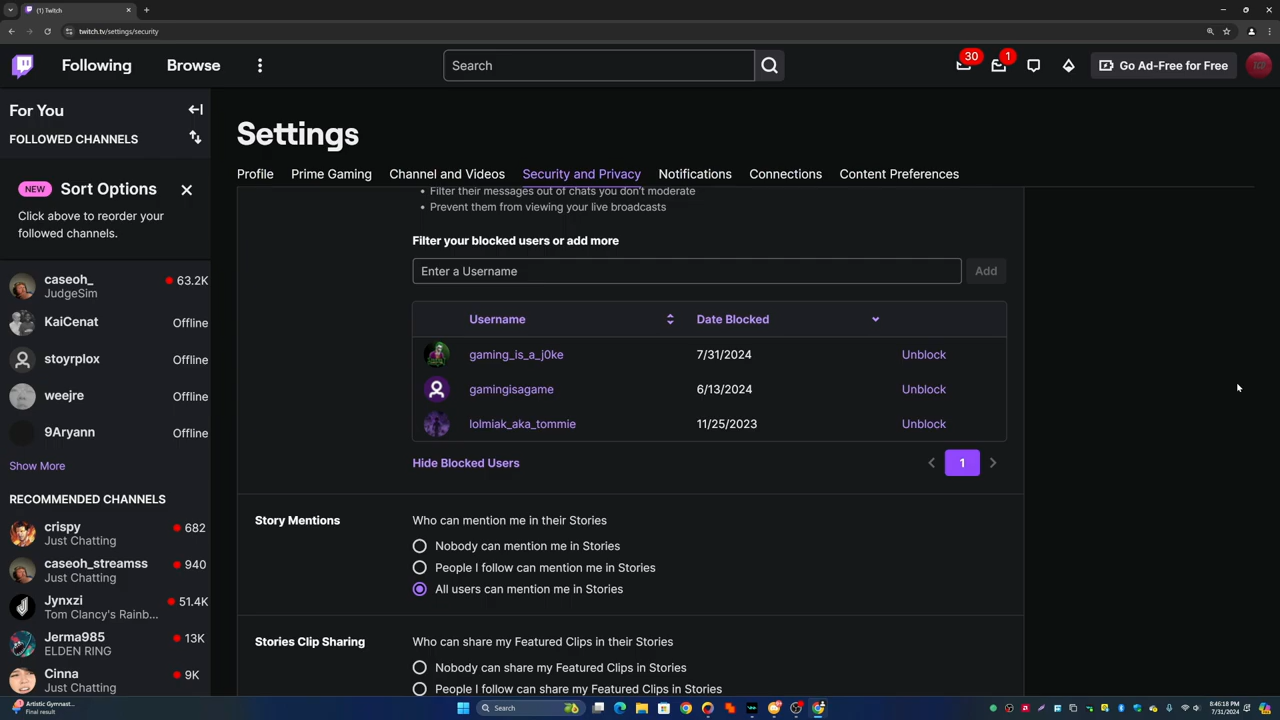 (1) Twitch
twitch.tv/settings/security
Following
Browse
Search
30
1
Go Ad-Free for Free
For You
FOLLOWED CHANNELS
NEW
Sort Options
Click above to reorder your
followed channels.
caseoh_
63.2K
JudgeSim
KaiCenat
Offline
stoyrplox
Offline
weejre
Offline
9Aryann
Offline
Show More
RECOMMENDED CHANNELS
crispy
682
Just Chatting
caseoh_streamss
940
Just Chatting
Jynxzi
51.4K
Tom Clancy's Rainb...
Jerma985
13K
ELDEN RING
Cinna
9K
Just Chatting
Settings
Profile
Prime Gaming
Channel and Videos
Security and Privacy
Notifications
Connections
Content Preferences
• Filter their messages out of chats you don't moderate
• Prevent them from viewing your live broadcasts
Filter your blocked users or add more
Enter a Username
Add
Username
Date Blocked
gaming_is_a_j0ke
7/31/2024
Unblock
gamingisagame
6/13/2024
Unblock
lolmiak_aka_tommie
11/25/2023
Unblock
Hide Blocked Users
1
Story Mentions
Who can mention me in their Stories
Nobody can mention me in Stories
People I follow can mention me in Stories
All users can mention me in Stories
Stories Clip Sharing
Who can share my Featured Clips in their Stories
Nobody can share my Featured Clips in Stories
People I follow can share my Featured Clips in Stories
Artistic Gymnast...
Final result
Search
8:46:18 PM
7/31/2024